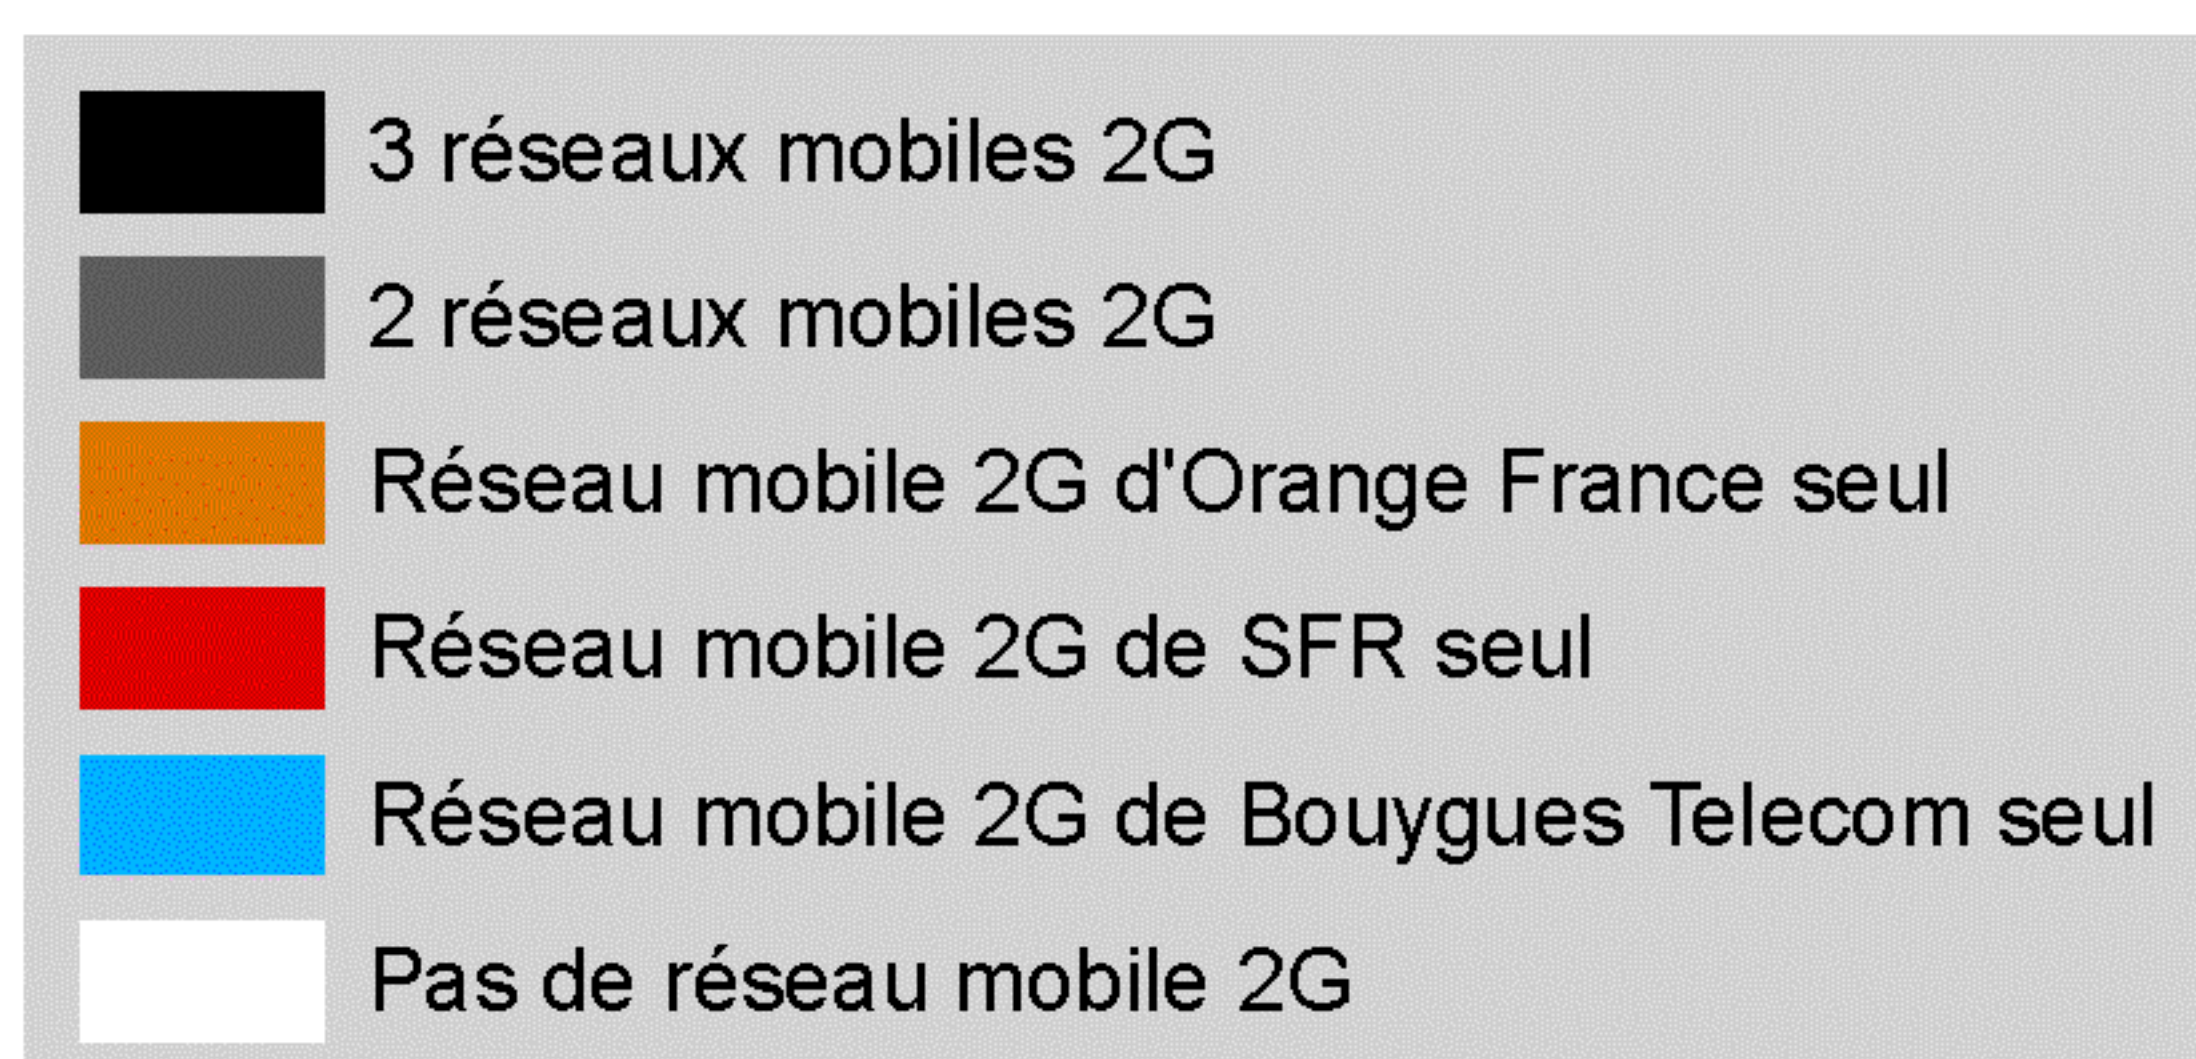 3 réseaux mobiles 2G
2 réseaux mobiles 2G
Réseau mobile 2G d'Orange France seul
Réseau mobile 2G de SFR seul
Réseau mobile 2G de Bouygues Telecom seul
Pas de réseau mobile 2G